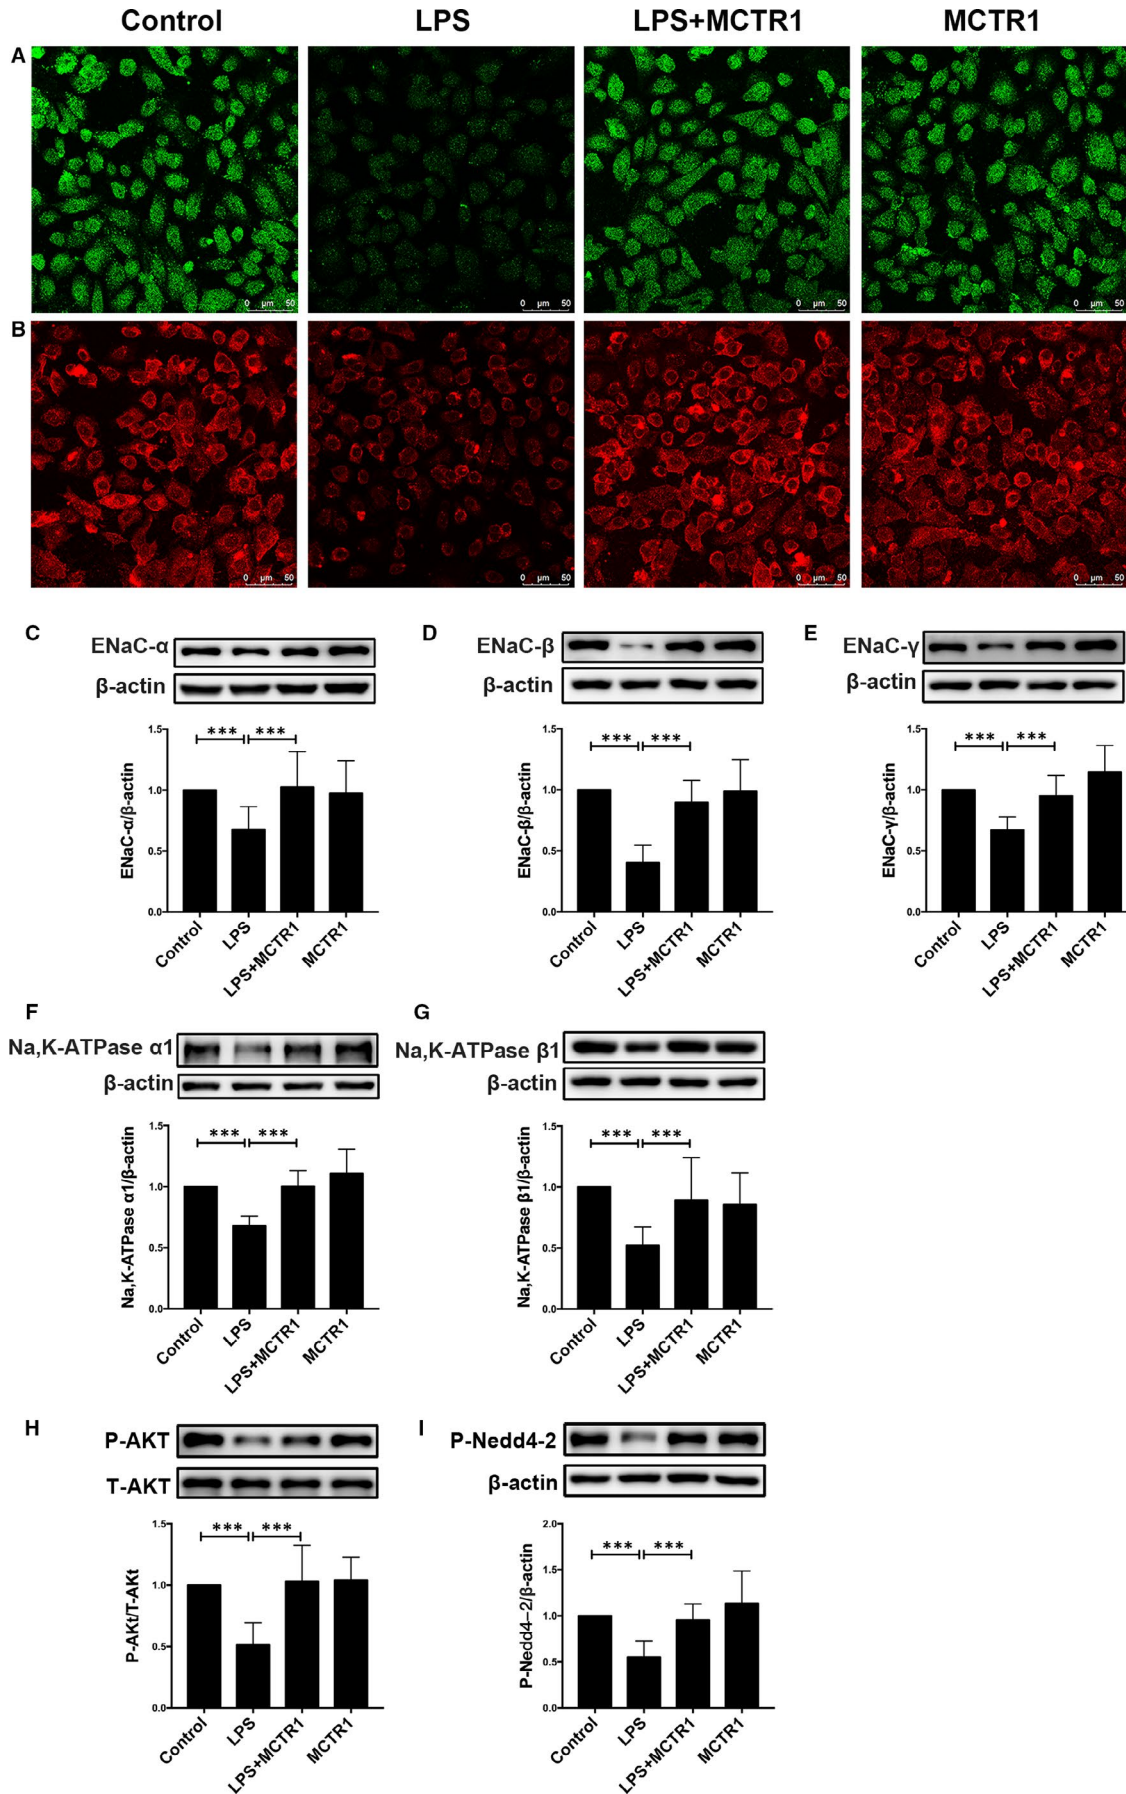 Control LPS LPS+MCTR1 MCTR1
A
0 µm 50 0 µm 50 0 µm 50 0 µm 50
B
0 µm 50 0 µm 50 0 µm 50 0 µm 50
C
ENaC-α
β-actin
*** ***
ENaC-α/β-actin
1.5
1.0
0.5
0.0
Control LPS LPS+MCTR1 MCTR1
D
ENaC-β
β-actin
*** ***
ENaC-β/β-actin
1.5
1.0
0.5
0.0
Control LPS LPS+MCTR1 MCTR1
E
ENaC-γ
β-actin
*** ***
ENaC-γ/β-actin
1.5
1.0
0.5
0.0
Control LPS LPS+MCTR1 MCTR1
F
Na,K-ATPase α1
β-actin
*** ***
Na,K-ATPase α1/β-actin
1.5
1.0
0.5
0.0
Control LPS LPS+MCTR1 MCTR1
G
Na,K-ATPase β1
β-actin
*** ***
Na,K-ATPase β1/β-actin
1.5
1.0
0.5
0.0
Control LPS LPS+MCTR1 MCTR1
H
P-AKT
T-AKT
*** ***
P-AKt/T-AKt
1.5
1.0
0.5
0.0
Control LPS LPS+MCTR1 MCTR1
I
P-Nedd4-2
β-actin
*** ***
P-Nedd4–2/β-actin
2.0
1.5
1.0
0.5
0.0
Control LPS LPS+MCTR1 MCTR1